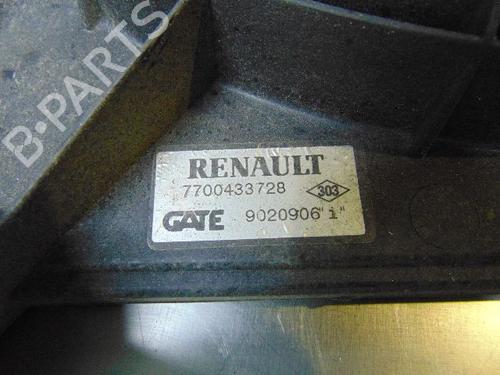 B-PARTS
RENAULT
7700433728 303
GATE 9020906"i"